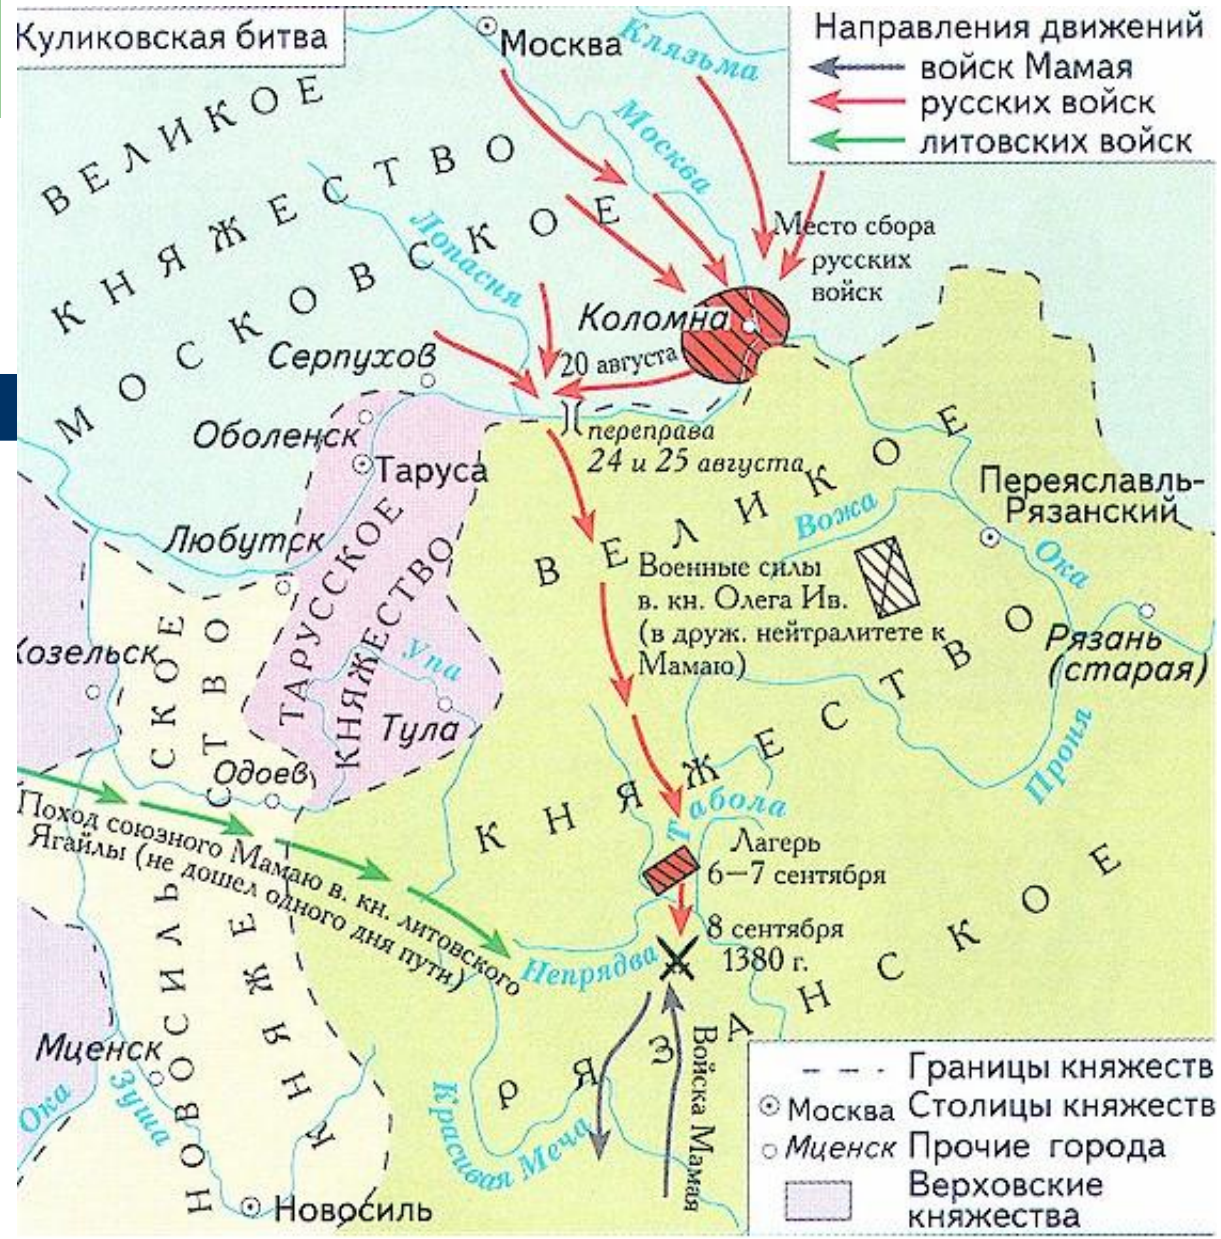 Куликовская битва
Направления движений
войск Мамая
русских войск
литовских войск
Москва
Клязьма
Москва
ВЕЛИКОЕ
КНЯЖЕСТВО
МОСКОВСКОЕ
Лопасня
Место сбора
русских
войск
Коломна
Серпухов
20 августа
Оболенск
Таруса
переправа
24 и 25 августа
Любутск
ТАРУССКОЕ
КНЯЖЕСТВО
ВЕЛИКОЕ
Вожа
Переяславль-
Рязанский
Ока
Военные силы
в. кн. Олега Ив.
(в друж. нейтралитете к
Мамаю)
Рязань
(старая)
Козельск
Упа
Тула
Одоев
КНЯЖЕСТВО
Проня
Табола
Поход союзного Мамаю в. кн. литовского
Ягайлы (не дошел одного дня пути)
Лагерь
6—7 сентября
8 сентября
1380 г.
Непрядва
РЯЗАНСКОЕ
НОВОСИЛЬСКОЕ
КНЯЖЕСТВО
Войска Мамая
Мценск
Ока
Зуша
Красивая Меча
Новосиль
Границы княжеств
Москва Столицы княжеств
Мценск Прочие города
Верховские
княжества